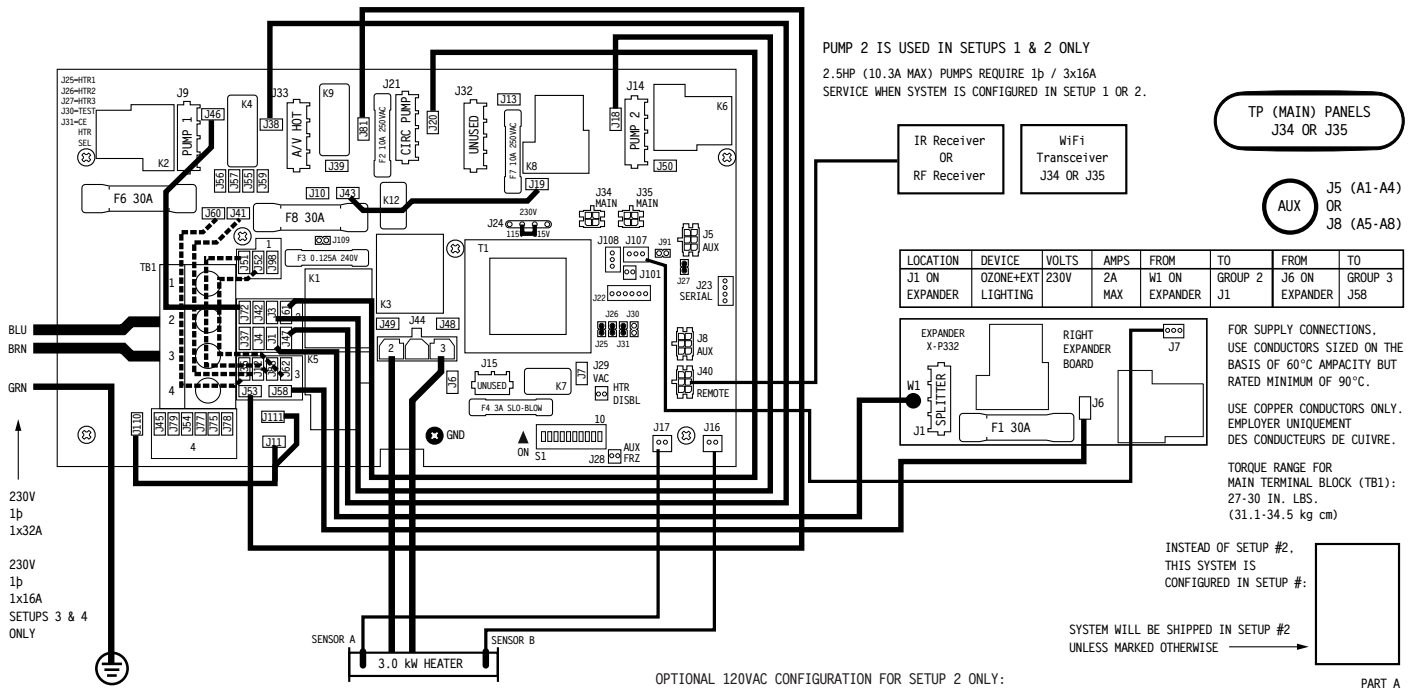 PUMP 2 IS USED IN SETUPS 1 & 2 ONLY
2.5HP (10.3A MAX) PUMPS REQUIRE 1þ / 3x16A
SERVICE WHEN SYSTEM IS CONFIGURED IN SETUP 1 OR 2.
TP (MAIN) PANELS
J34 OR J35
IR Receiver
OR
RF Receiver
WiFi
Transceiver
J34 OR J35
AUX
J5 (A1-A4)
OR
J8 (A5-A8)
LOCATION DEVICE VOLTS AMPS FROM TO FROM TO
J1 ON OZONE+EXT 230V 2A W1 ON GROUP 2 J6 ON GROUP 3
EXPANDER LIGHTING MAX EXPANDER J1 EXPANDER J58
EXPANDER
X-P332
RIGHT
EXPANDER
BOARD
J7
W1
SPLITTER
J1
J6
F1 30A
FOR SUPPLY CONNECTIONS,
USE CONDUCTORS SIZED ON THE
BASIS OF 60°C AMPACITY BUT
RATED MINIMUM OF 90°C.
USE COPPER CONDUCTORS ONLY.
EMPLOYER UNIQUEMENT
DES CONDUCTEURS DE CUIVRE.
TORQUE RANGE FOR
MAIN TERMINAL BLOCK (TB1):
27-30 IN. LBS.
(31.1-34.5 kg cm)
J25=HTR1
J26=HTR2
J27=HTR3
J30=TEST
J31=CE
HTR
SEL
J9
PUMP 1
K2
J46
K4
J38
J33
A/V HOT
K9
J39
J81
F2 10A 250VAC
J21
CIRC PUMP
J20
J32
UNUSED
J13
F7 10A 250VAC
K8
J18
J14
PUMP 2
K6
J50
J56
J57
J55
J59
F6 30A
J60
J41
F8 30A
J10
J43
K12
J19
J109
F3 0.125A 240V
230V
J24
115V
T1
J34
MAIN
J35
MAIN
J5
AUX
J108
J107
J91
J101
J27
J23
SERIAL
J22
J26
J30
J25
J31
J8
AUX
J40
REMOTE
TB1
1
2
3
4
1
J51
J52
J98
K1
K3
J72
J42
J3
J37
J4
J1
J47
K5
J62
3
J53
J58
J49
J44
J48
2
3
J6
J15
UNUSED
K7
J7
J29
VAC
HTR
DISBL
F4 3A SLO-BLOW
GND
ON
S1
10
AUX
FRZ
J28
J17
J16
J110
J45
J79
J54
J77
J75
J78
4
J111
J11
BLU
BRN
GRN
230V
1þ
1x32A
230V
1þ
1x16A
SETUPS 3 & 4
ONLY
SENSOR A
SENSOR B
3.0 kW HEATER
INSTEAD OF SETUP #2,
THIS SYSTEM IS
CONFIGURED IN SETUP #:
SYSTEM WILL BE SHIPPED IN SETUP #2
UNLESS MARKED OTHERWISE
OPTIONAL 120VAC CONFIGURATION FOR SETUP 2 ONLY:
PART A